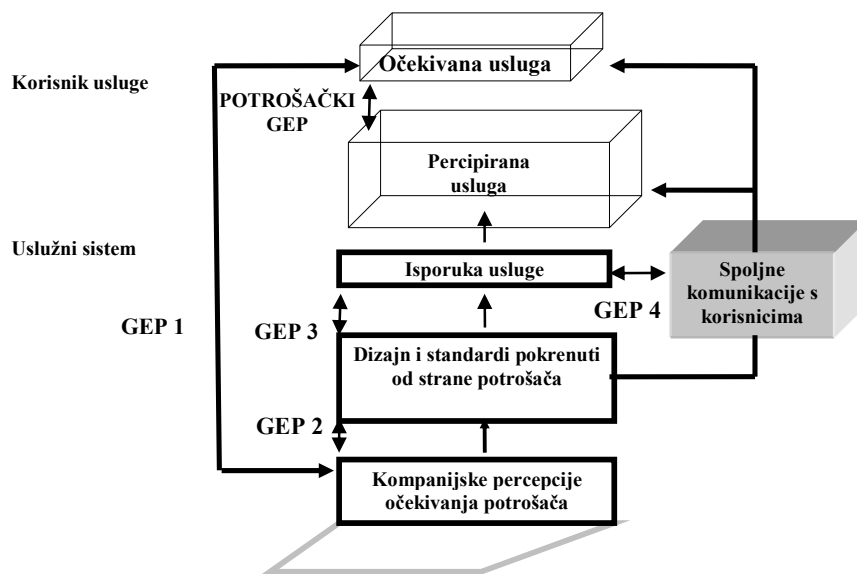 Očekivana usluga
Korisnik usluge
POTROŠAČKI
GEP
Percipirana
usluga
Uslužni sistem
Isporuka usluge
Spoljne
komunikacije s
korisnicima
GEP 1
GEP 3
GEP 4
Dizajn i standardi pokrenuti
od strane potrošača
GEP 2
Kompanijske percepcije
očekivanja potrošača